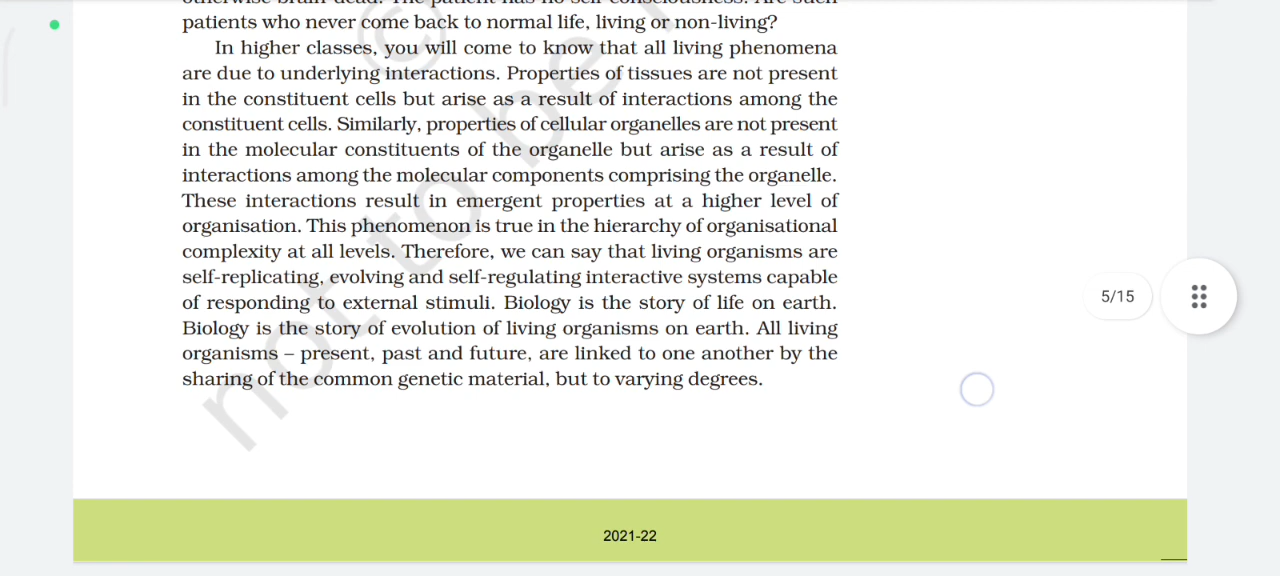 patients who never come back to normal life, living or non-living?
In higher classes, you will come to know that all living phenomena
are due to underlying interactions. Properties of tissues are not present
in the constituent cells but arise as a result of interactions among the
constituent cells. Similarly, properties of cellular organelles are not present
in the molecular constituents of the organelle but arise as a result of
interactions among the molecular components comprising the organelle.
These interactions result in emergent properties at a higher level of
organisation. This phenomenon is true in the hierarchy of organisational
complexity at all levels. Therefore, we can say that living organisms are
self-replicating, evolving and self-regulating interactive systems capable
of responding to external stimuli. Biology is the story of life on earth.
Biology is the story of evolution of living organisms on earth. All living
organisms – present, past and future, are linked to one another by the
sharing of the common genetic material, but to varying degrees.
©
not to be
5/15
2021-22